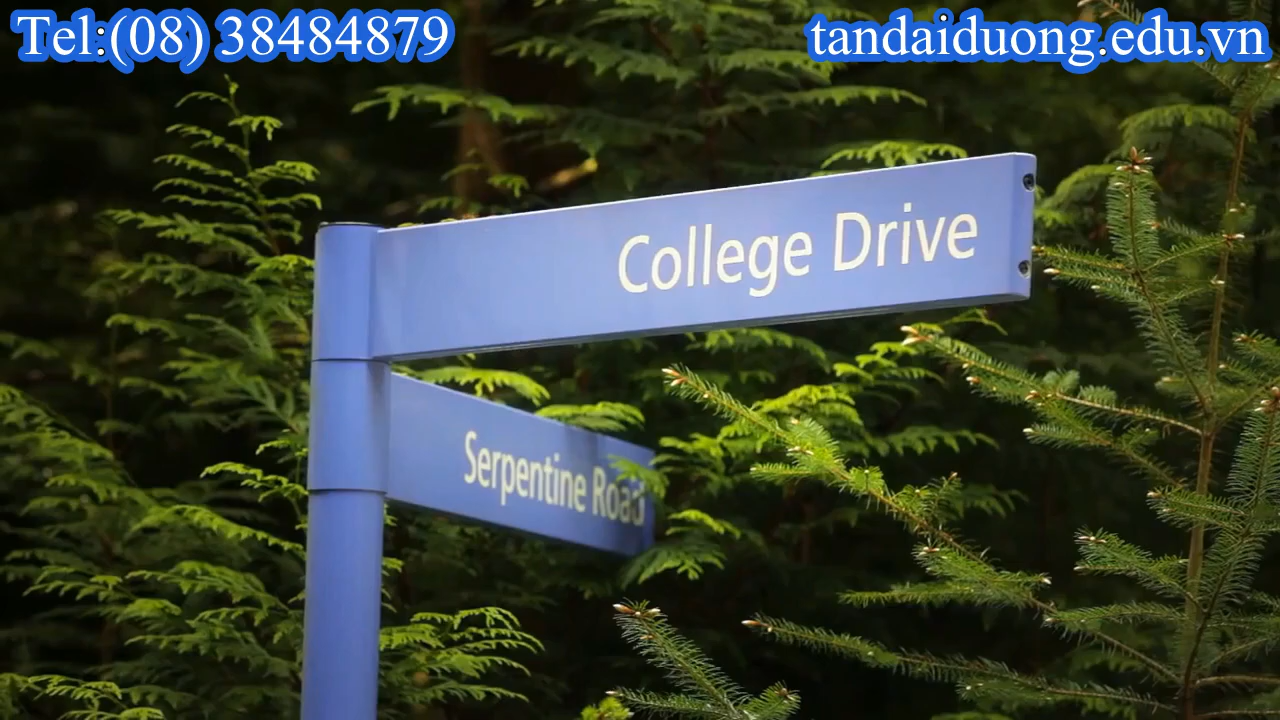 Tel:(08) 38484879
tandaiduong.edu.vn
College Drive
Serpentine Road